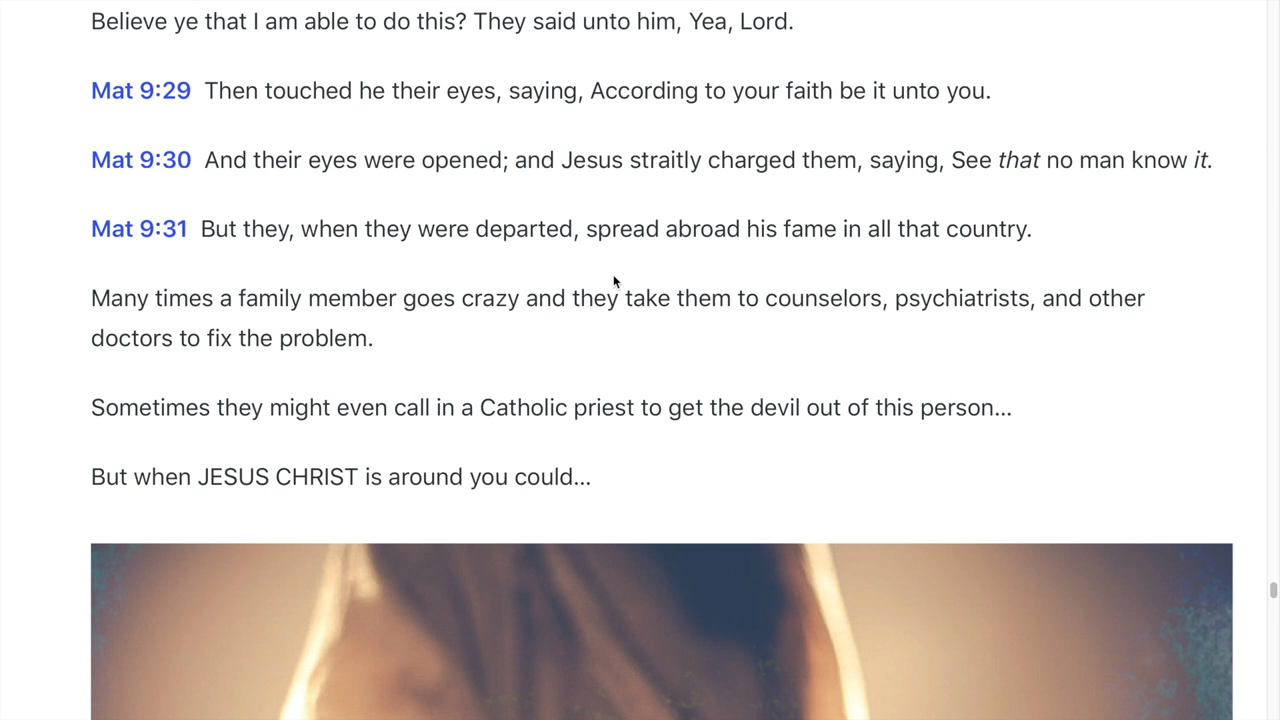 Believe ye that I am able to do this? They said unto him, Yea, Lord.
Mat 9:29 Then touched he their eyes, saying, According to your faith be it unto you.
Mat 9:30 And their eyes were opened; and Jesus straitly charged them, saying, See that no man know it.
Mat 9:31 But they, when they were departed, spread abroad his fame in all that country.
Many times a family member goes crazy and they take them to counselors, psychiatrists, and other
doctors to fix the problem.
Sometimes they might even call in a Catholic priest to get the devil out of this person...
But when JESUS CHRIST is around you could...